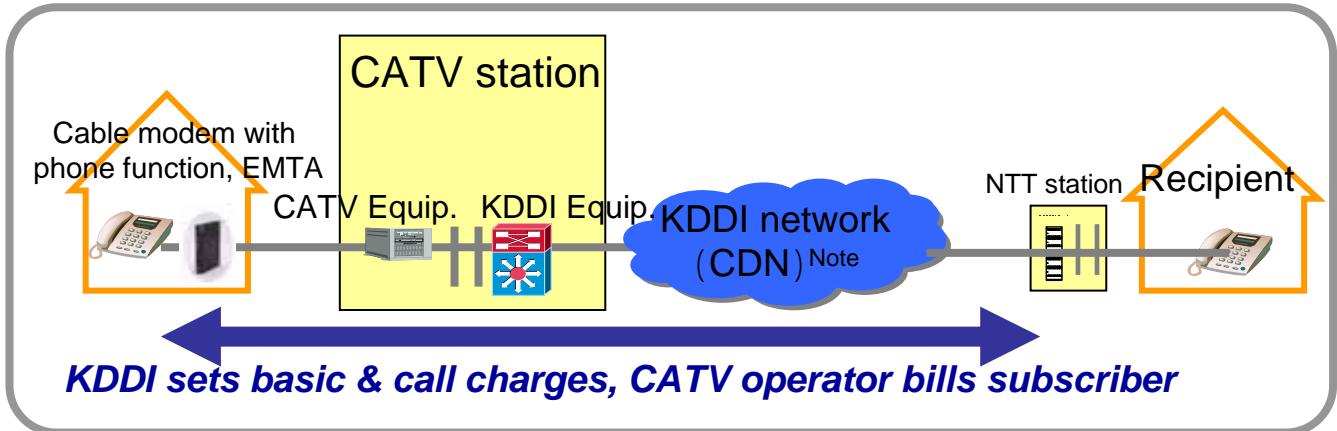 CATV station
Cable modem with
phone function, EMTA
CATV Equip.
KDDI Equip.
KDDI network
(CDN) Note
NTT station
Recipient
KDDI sets basic & call charges, CATV operator bills subscriber